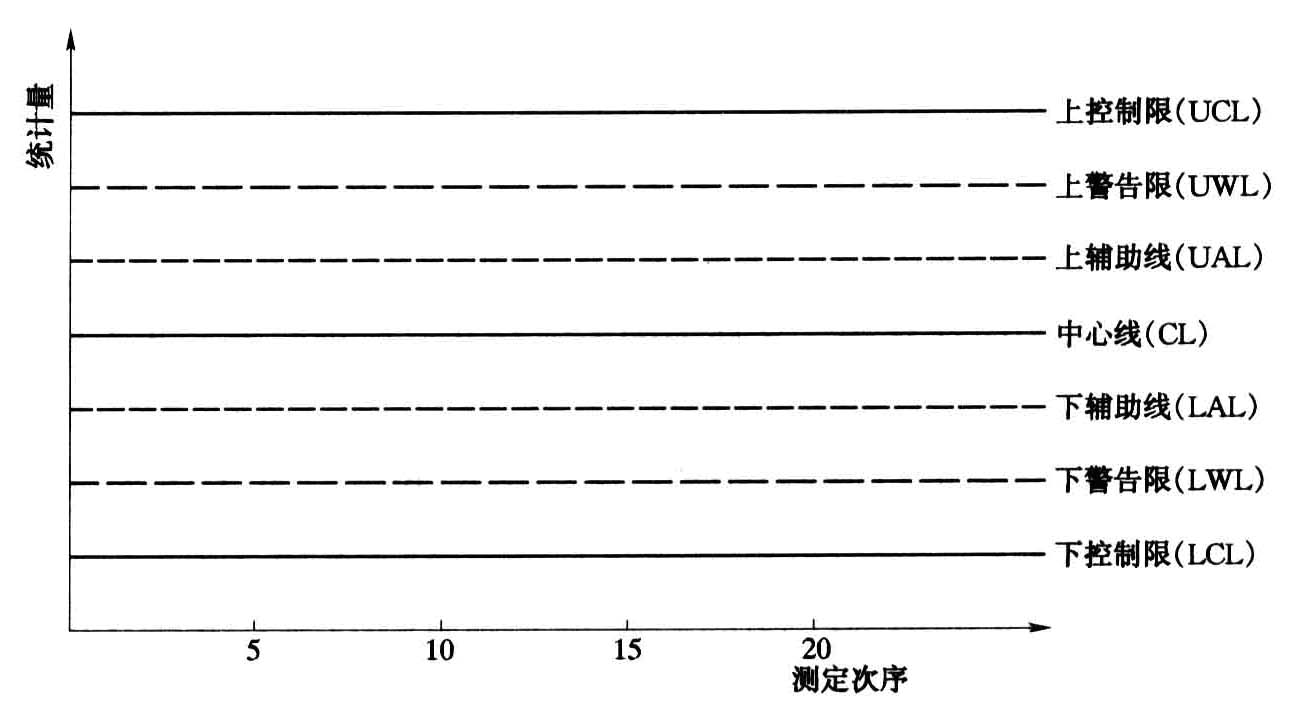 统计量
上控制限(UCL)
上警告限(UWL)
上辅助线(UAL)
中心线(CL)
下辅助线(LAL)
下警告限(LWL)
下控制限(LCL)
5 10 15 20
测定次序